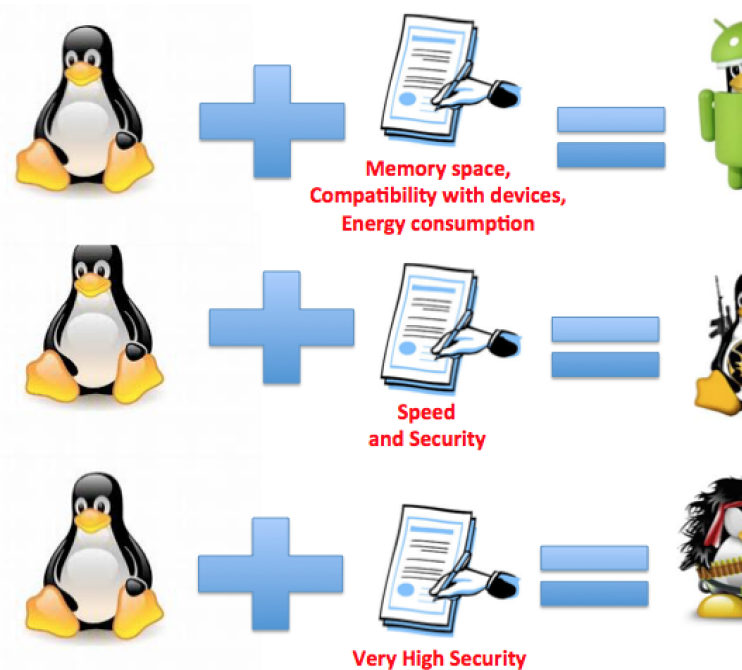 Memory space,
Compatibility with devices,
Energy consumption
Speed
and Security
Very High Security